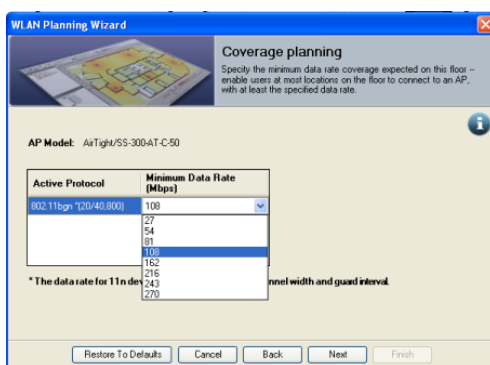 WLAN Planning Wizard
Coverage planning
Specify the minimum data rate coverage expected on this floor –
enable users at most locations on the floor to connect to an AP,
with at least the specified data rate.
AP Model: AirTight/SS-300-AT-C-50
Active Protocol
Minimum Data Rate
(Mbps)
802.11bgn *(20/40,800)
108
27
54
81
108
162
216
243
270
* The data rate for 11n dev
nnel width and guard interval.
Restore To Defaults
Cancel
Back
Next
Finish